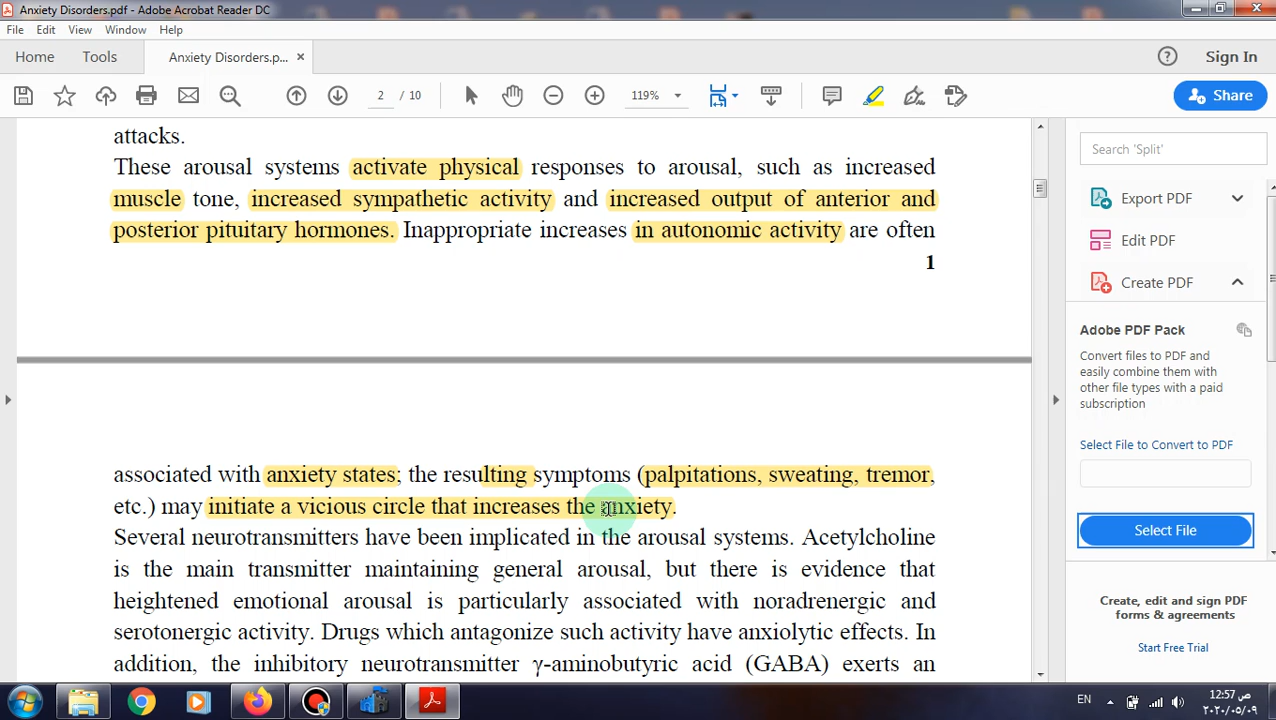 Anxiety Disorders.pdf - Adobe Acrobat Reader DC
File Edit View Window Help
Home Tools Anxiety Disorders.p... × Sign In
2 / 10 119% Share
attacks.
These arousal systems activate physical responses to arousal, such as increased
muscle tone, increased sympathetic activity and increased output of anterior and
posterior pituitary hormones. Inappropriate increases in autonomic activity are often
1
associated with anxiety states; the resulting symptoms (palpitations, sweating, tremor,
etc.) may initiate a vicious circle that increases the anxiety.
Several neurotransmitters have been implicated in the arousal systems. Acetylcholine
is the main transmitter maintaining general arousal, but there is evidence that
heightened emotional arousal is particularly associated with noradrenergic and
serotonergic activity. Drugs which antagonize such activity have anxiolytic effects. In
addition, the inhibitory neurotransmitter γ-aminobutyric acid (GABA) exerts an
Search 'Split'
Export PDF
Edit PDF
Create PDF
Adobe PDF Pack
Convert files to PDF and
easily combine them with
other file types with a paid
subscription
Select File to Convert to PDF
Select File
Create, edit and sign PDF
forms & agreements
Start Free Trial
EN
12:57 ص
٢٠٢٠/٠٥/٠٩